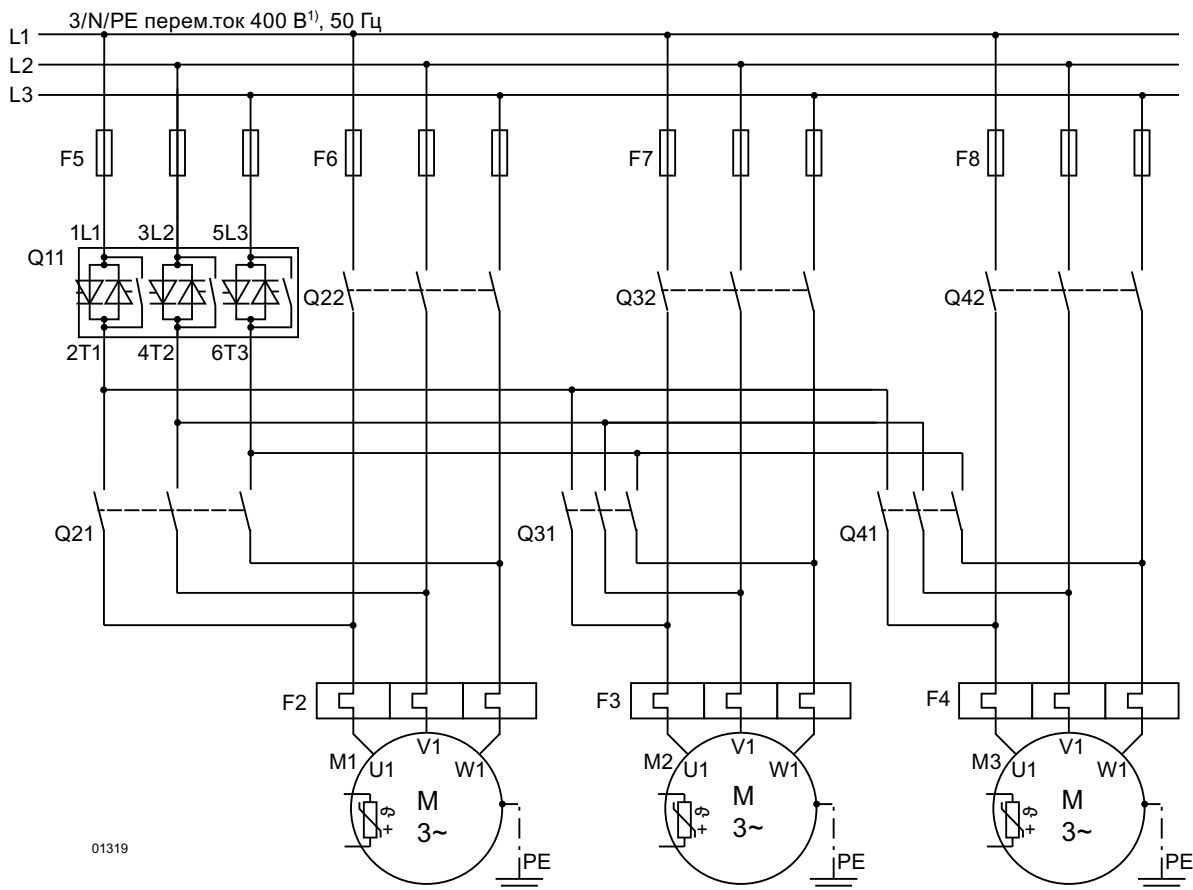 3/N/PE перем.ток 400 В1), 50 Гц
L1
L2
L3
F5 F6 F7 F8
1L1 3L2 5L3
Q11
Q22 Q32 Q42
2T1 4T2 6T3
Q21 Q31 Q41
F2 F3 F4
M1 U1 V1 W1 M2 U1 V1 W1 M3 U1 V1 W1
M M M
3~ 3~ 3~
ϑ ϑ ϑ
+ + +
01319
PE PE PE